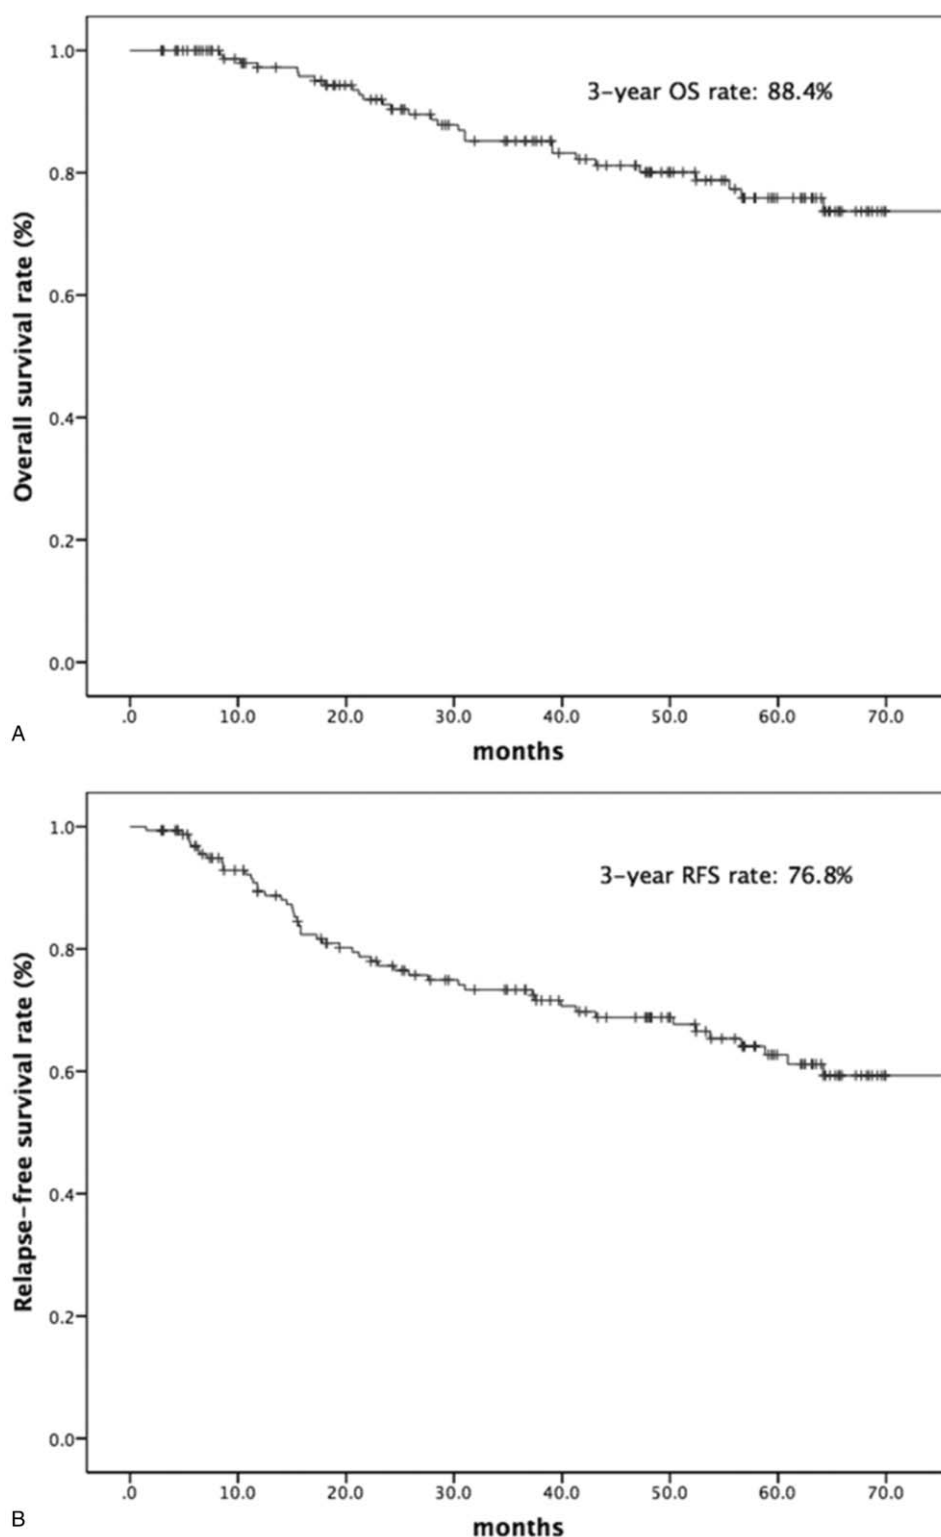 1.0
3-year OS rate: 88.4%
0.8
0.6
0.4
0.2
0.0
Overall survival rate (%)
.0 10.0 20.0 30.0 40.0 50.0 60.0 70.0
A
months
1.0
3-year RFS rate: 76.8%
0.8
0.6
0.4
0.2
0.0
Relapse-free survival rate (%)
.0 10.0 20.0 30.0 40.0 50.0 60.0 70.0
B
months